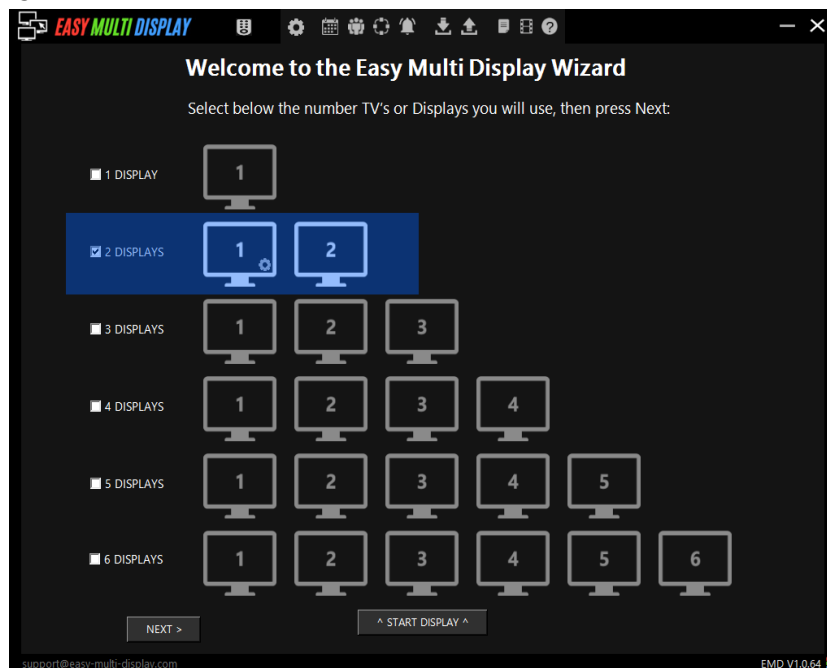 EASY MULTI DISPLAY
Welcome to the Easy Multi Display Wizard
Select below the number TV's or Displays you will use, then press Next:
1 DISPLAY 1
2 DISPLAYS 1 2
3 DISPLAYS 1 2 3
4 DISPLAYS 1 2 3 4
5 DISPLAYS 1 2 3 4 5
6 DISPLAYS 1 2 3 4 5 6
NEXT > ^ START DISPLAY ^
support@easy-multi-display.com EMD V1.0.64